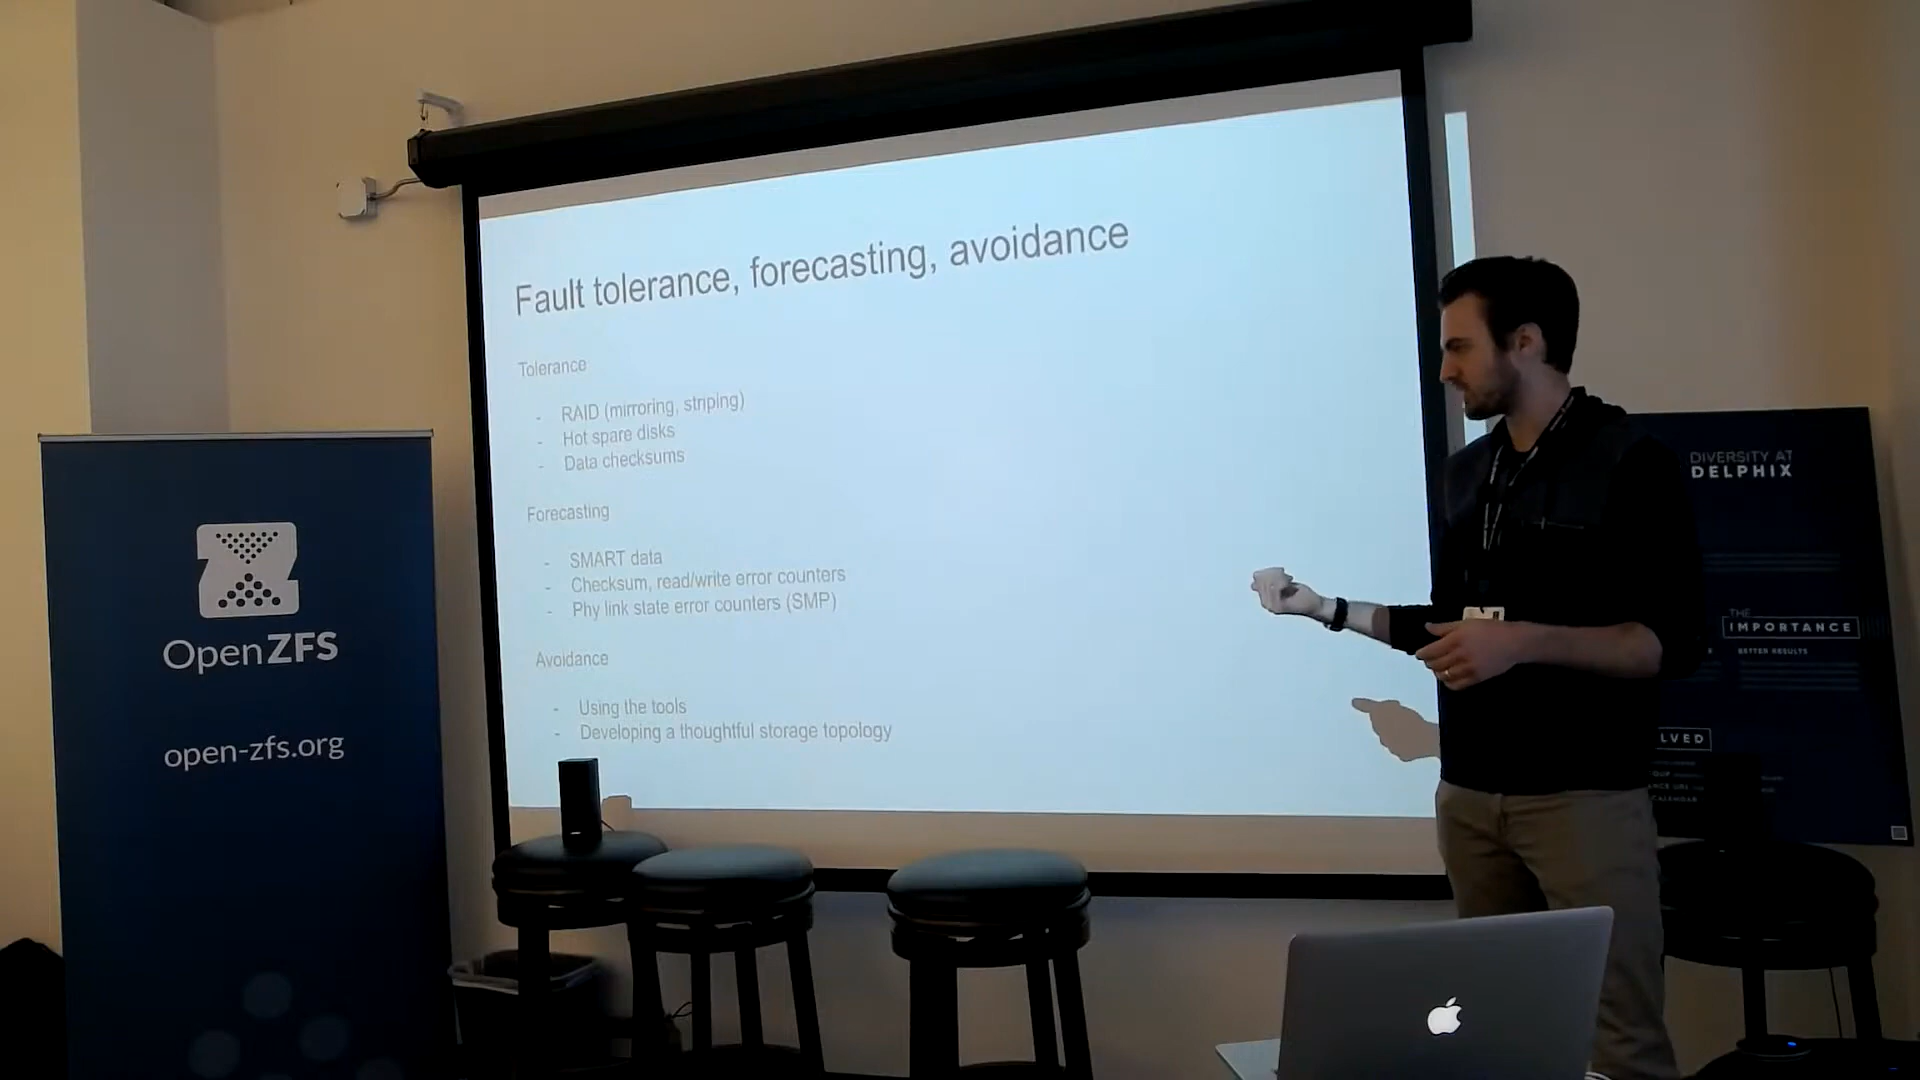 Fault tolerance, forecasting, avoidance
Tolerance
- RAID (mirroring, striping)
- Hot spare disks
- Data checksums
Forecasting
- SMART data
- Checksum, read/write error counters
- Phy link state error counters (SMP)
Avoidance
- Using the tools
- Developing a thoughtful storage topology
OpenZFS
open-zfs.org
DIVERSITY AT
DELPHIX
THE
IMPORTANCE
BETTER RESULTS
LVED
CALENDAR